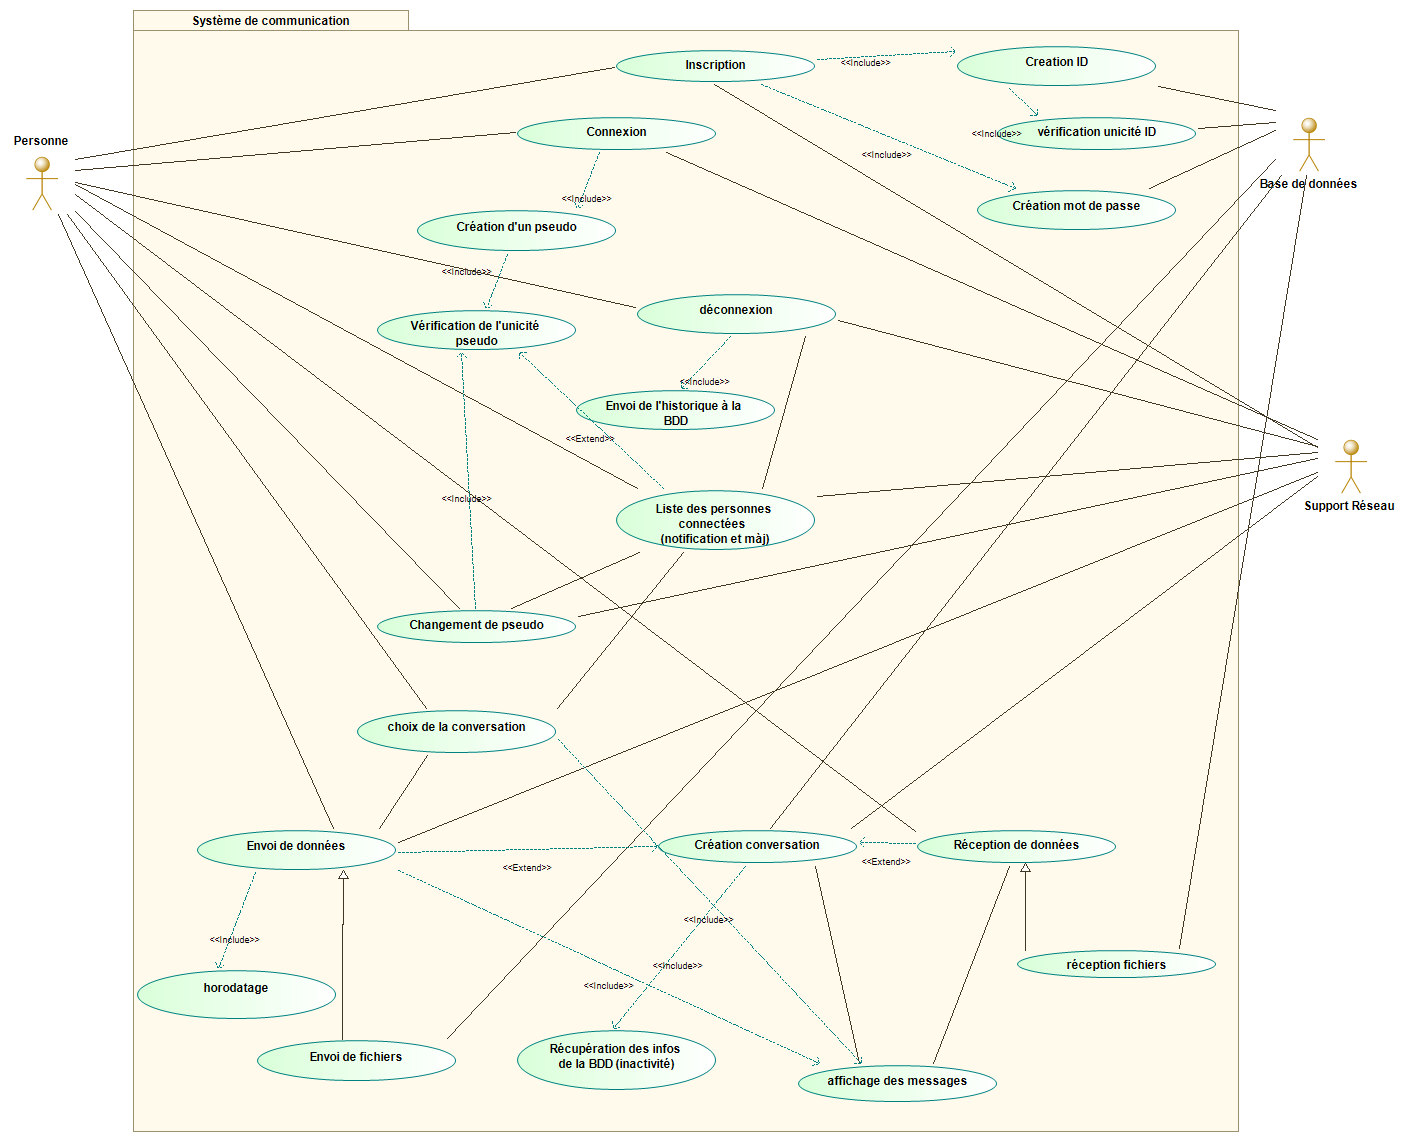 Système de communication
Inscription
<<Include>>
Creation ID
Connexion
<<Include>>
vérification unicité ID
Personne
<<Include>>
Base de données
<<Include>>
Création mot de passe
Création d'un pseudo
<<Include>>
déconnexion
Vérification de l'unicité
pseudo
<<Include>>
Envoi de l'historique à la
BDD
<<Extend>>
<<Include>>
Support Réseau
Liste des personnes
connectées
(notification et màj)
Changement de pseudo
choix de la conversation
Envoi de données
Création conversation
Réception de données
<<Extend>>
<<Extend>>
<<Include>>
<<Include>>
<<Include>>
réception fichiers
<<Include>>
horodatage
Envoi de fichiers
Récupération des infos
de la BDD (inactivité)
affichage des messages